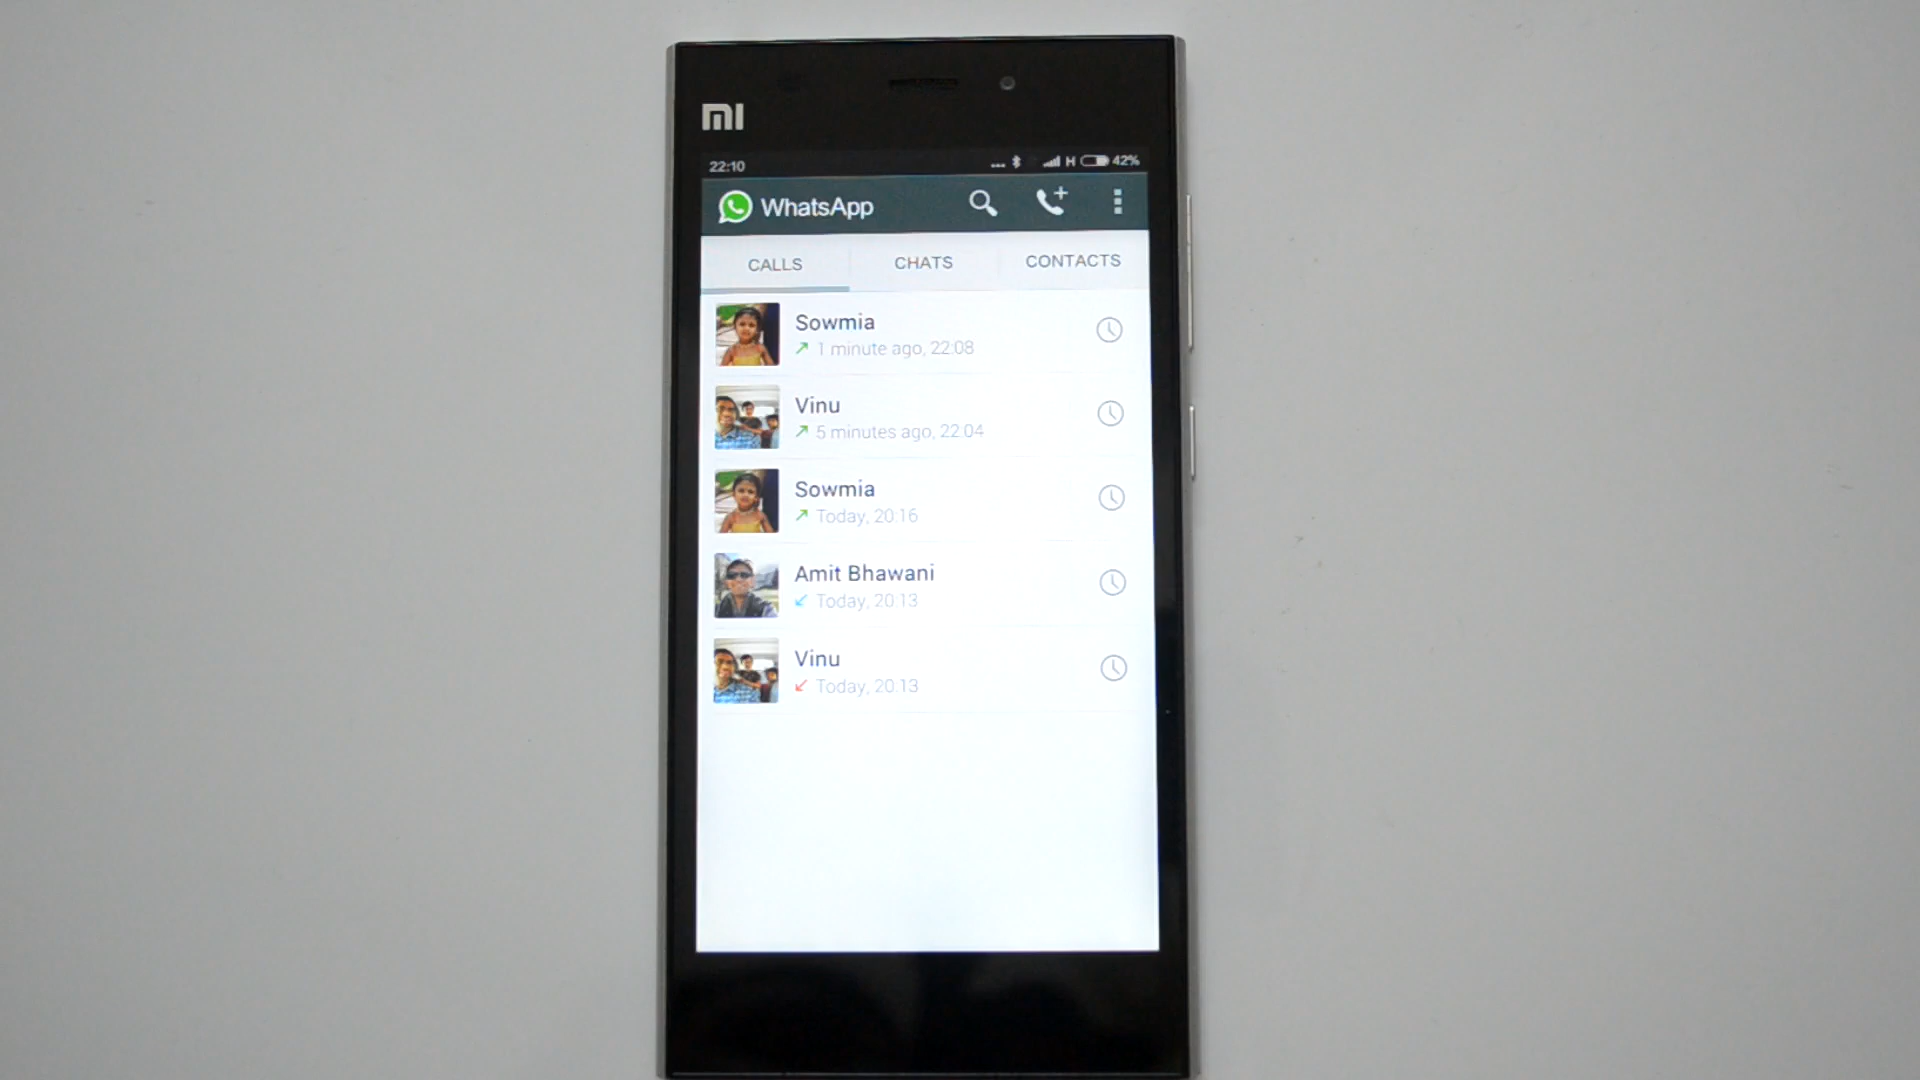 MI
22:10 ... H 42%
WhatsApp
CALLS CHATS CONTACTS
Sowmia
1 minute ago, 22:08
Vinu
5 minutes ago, 22:04
Sowmia
Today, 20:16
Amit Bhawani
Today, 20:13
Vinu
Today, 20:13